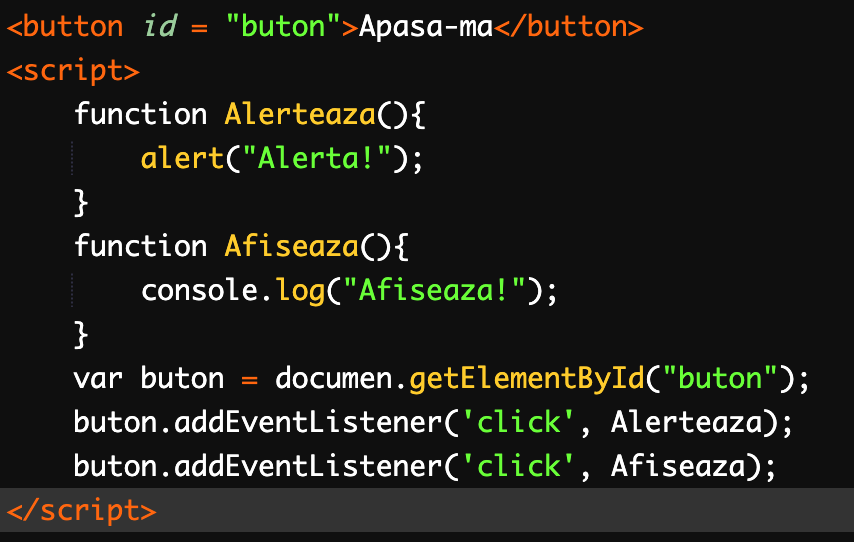 <button id = "buton">Apasa-ma</button>
<script>
function Alerteaza(){
alert("Alerta!");
}
function Afiseaza(){
console.log("Afiseaza!");
}
var buton = documen.getElementById("buton");
buton.addEventListener('click', Alerteaza);
buton.addEventListener('click', Afiseaza);
</script>